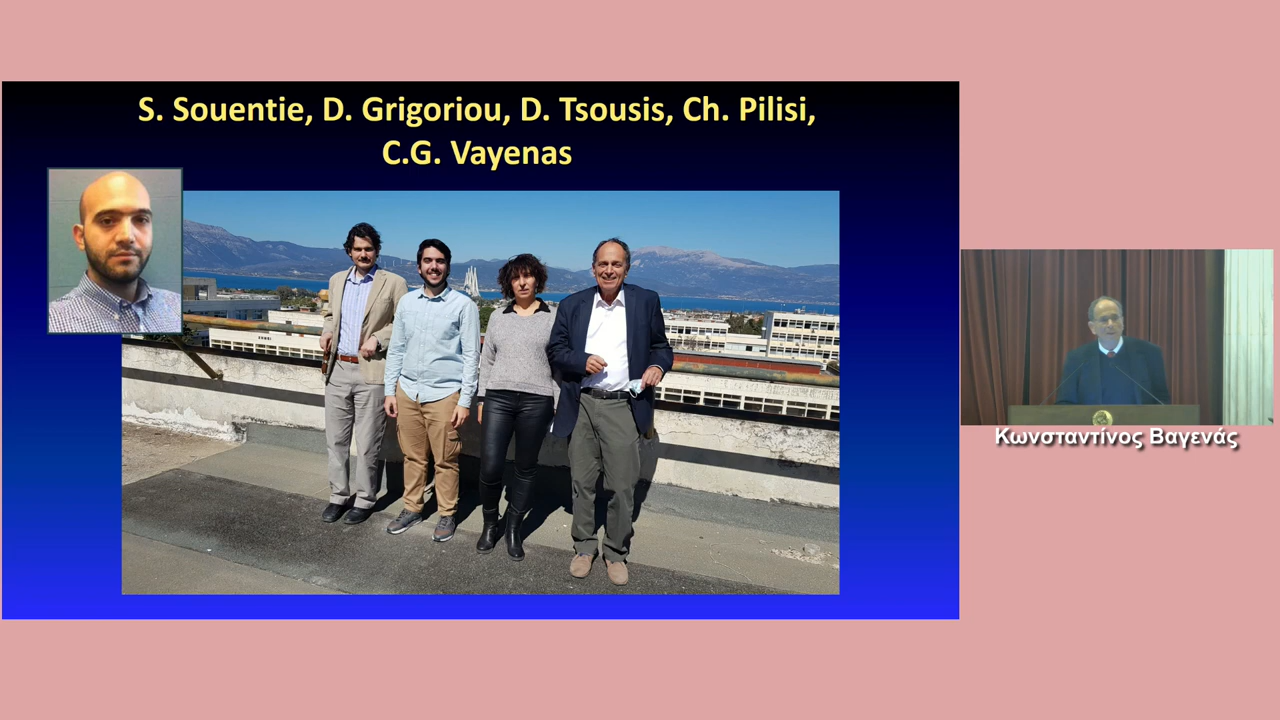 S. Souentie, D. Grigoriou, D. Tsousis, Ch. Pilisi,
C.G. Vayenas
Κωνσταντίνος Βαγενάς